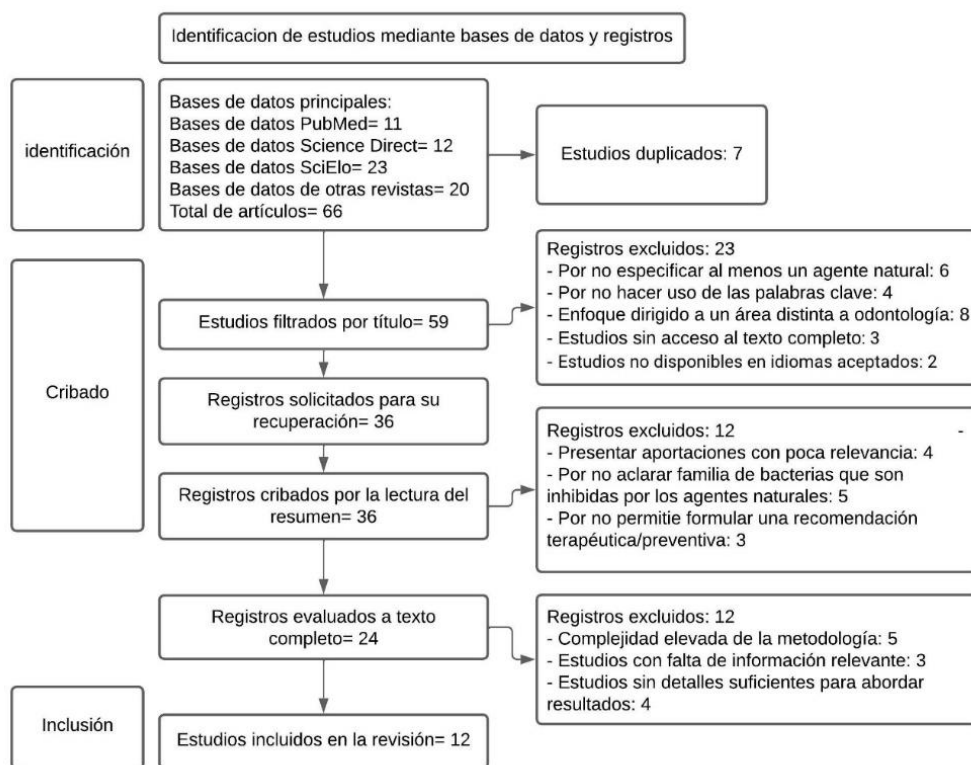 Identificacion de estudios mediante bases de datos y registros
identificación
Bases de datos principales:
Bases de datos PubMed= 11
Bases de datos Science Direct= 12
Bases de datos SciElo= 23
Bases de datos de otras revistas= 20
Total de artículos= 66
Estudios duplicados: 7
Cribado
Estudios filtrados por título= 59
Registros excluidos: 23
- Por no especificar al menos un agente natural: 6
- Por no hacer uso de las palabras clave: 4
- Enfoque dirigido a un área distinta a odontología: 8
- Estudios sin acceso al texto completo: 3
- Estudios no disponibles en idiomas aceptados: 2
Registros solicitados para su
recuperación= 36
Registros cribados por la lectura del
resumen= 36
Registros excluidos: 12 -
- Presentar aportaciones con poca relevancia: 4
- Por no aclarar familia de bacterias que son
inhibidas por los agentes naturales: 5
- Por no permitie formular una recomendación
terapéutica/preventiva: 3
Registros evaluados a texto
completo= 24
Registros excluidos: 12
- Complejidad elevada de la metodología: 5
- Estudios con falta de información relevante: 3
- Estudios sin detalles suficientes para abordar
resultados: 4
Inclusión
Estudios incluidos en la revisión= 12